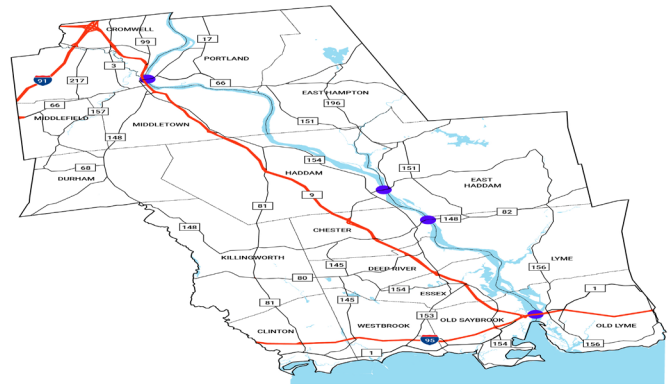 CROMWELL
99
17
3
PORTLAND
91
217
66
EAST HAMPTON
66
157
196
MIDDLEFIELD
MIDDLETOWN
151
148
154
68
151
DURHAM
HADDAM
EAST
HADDAM
9
81
82
148
148
CHESTER
KILLINGWORTH
LYME
145
DEEP RIVER
156
80
154
ESSEX
1
81
145
153
OLD SAYBROOK
CLINTON
WESTBROOK
OLD LYME
95
154
156
1